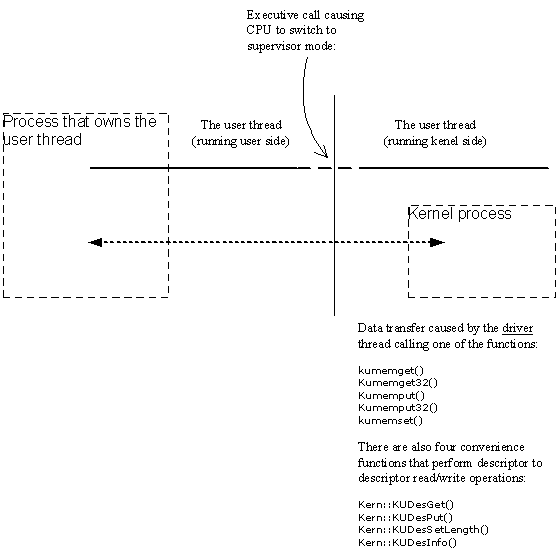 Executive call causing
CPU to switch to
supervisor mode:
Process that owns the
user thread
The user thread
(running user side)
The user thread
(running kenel side)
Kernel process
Data transfer caused by the driver
thread calling one of the functions:
kumemget()
Kumemget32()
Kumemput()
Kumemput32()
kumemset()
There are also four convenience
functions that perform descriptor to
descriptor read/write operations:
Kern::KUDesGet()
Kern::KUDesPut()
Kern::KUDesSetLength()
Kern::KUDesInfo()